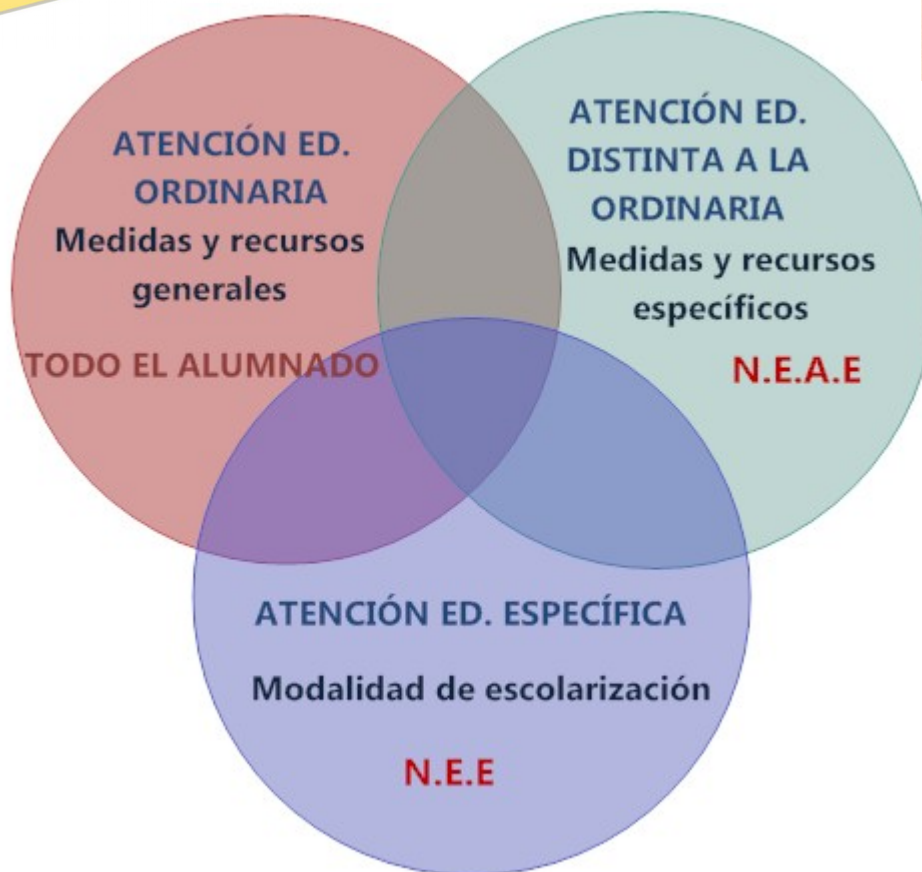 ATENCIÓN ED.
ORDINARIA
Medidas y recursos
generales
TODO EL ALUMNADO
ATENCIÓN ED.
DISTINTA A LA
ORDINARIA
Medidas y recursos
específicos
N.E.A.E
ATENCIÓN ED. ESPECÍFICA
Modalidad de escolarización
N.E.E